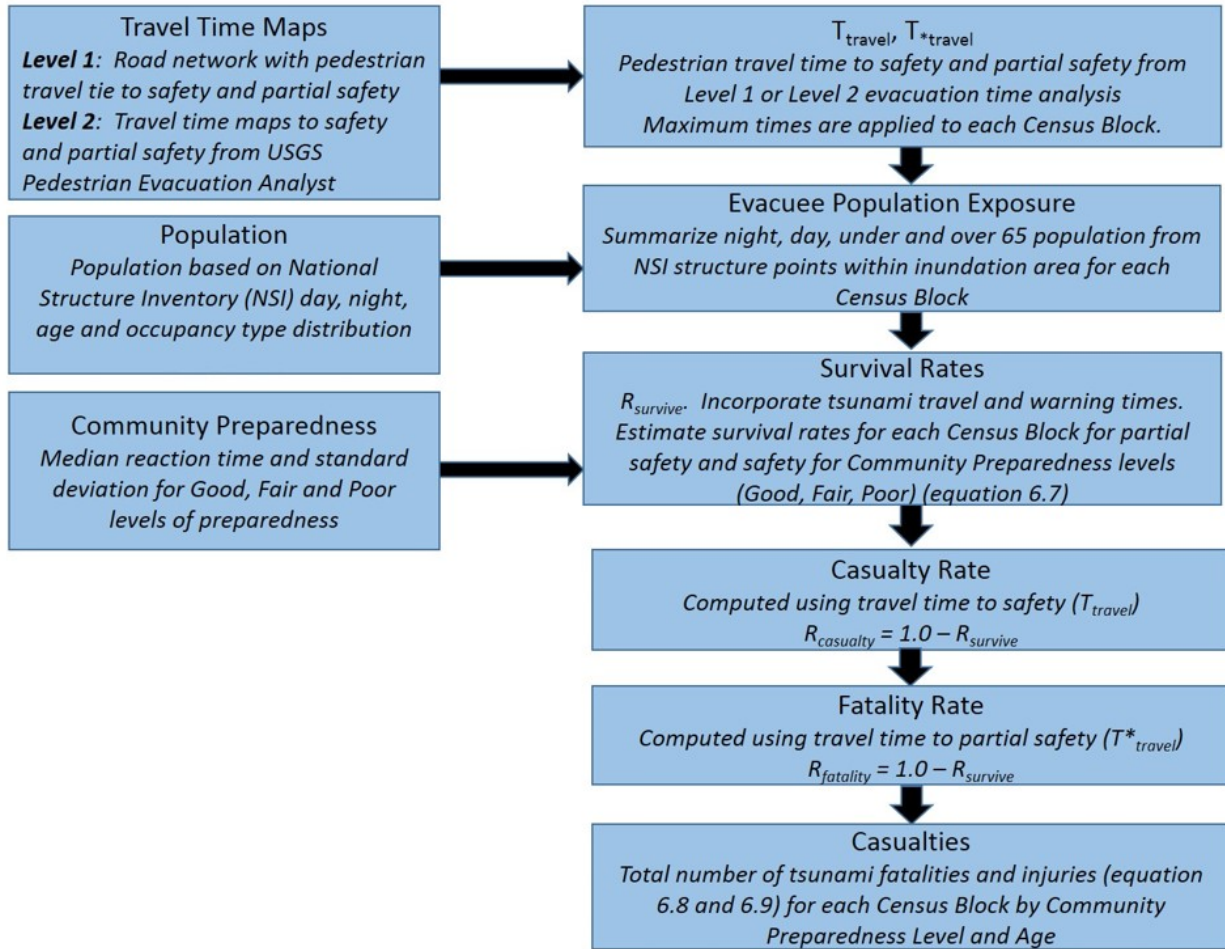 Travel Time Maps
Level 1: Road network with pedestrian
travel tie to safety and partial safety
Level 2: Travel time maps to safety
and partial safety from USGS
Pedestrian Evacuation Analyst
Population
Population based on National
Structure Inventory (NSI) day, night,
age and occupancy type distribution
Community Preparedness
Median reaction time and standard
deviation for Good, Fair and Poor
levels of preparedness
Ttravel, T*travel
Pedestrian travel time to safety and partial safety from
Level 1 or Level 2 evacuation time analysis
Maximum times are applied to each Census Block.
Evacuee Population Exposure
Summarize night, day, under and over 65 population from
NSI structure points within inundation area for each
Census Block
Survival Rates
Rsurvive. Incorporate tsunami travel and warning times.
Estimate survival rates for each Census Block for partial
safety and safety for Community Preparedness levels
(Good, Fair, Poor) (equation 6.7)
Casualty Rate
Computed using travel time to safety (Ttravel)
Rcasualty = 1.0 – Rsurvive
Fatality Rate
Computed using travel time to partial safety (T*travel)
Rfatality = 1.0 – Rsurvive
Casualties
Total number of tsunami fatalities and injuries (equation
6.8 and 6.9) for each Census Block by Community
Preparedness Level and Age